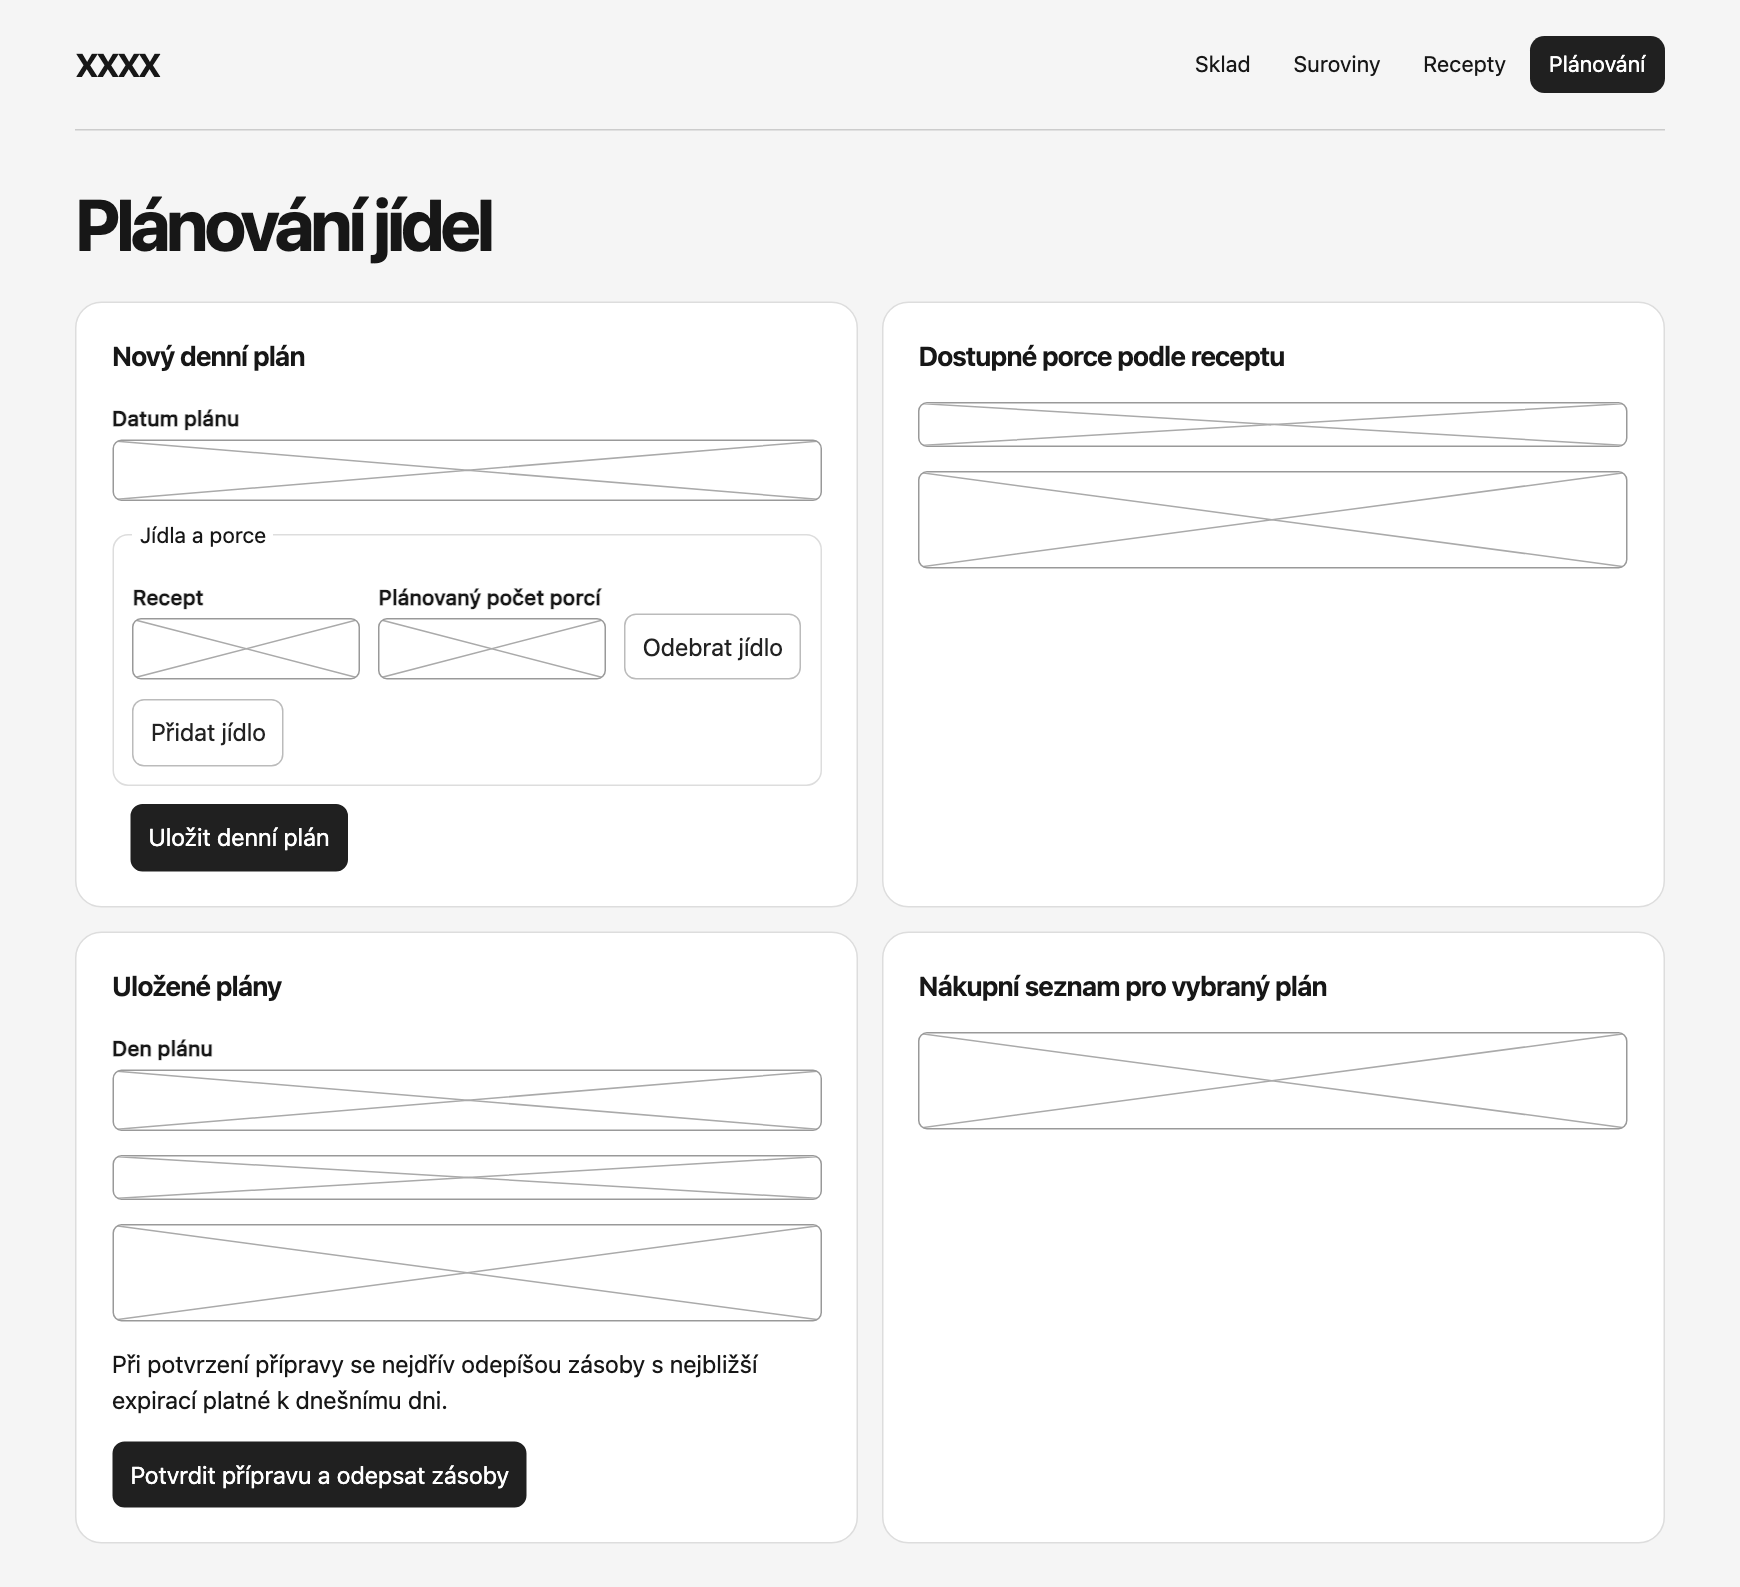 XXXX
Sklad
Suroviny
Recepty
Plánování
Plánování jídel
Nový denní plán
Datum plánu
Jídla a porce
Recept
Plánovaný počet porcí
Odebrat jídlo
Přidat jídlo
Uložit denní plán
Dostupné porce podle receptu
Uložené plány
Den plánu
Při potvrzení přípravy se nejdřív odepíšou zásoby s nejbližší
expirací platné k dnešnímu dni.
Potvrdit přípravu a odepsat zásoby
Nákupní seznam pro vybraný plán